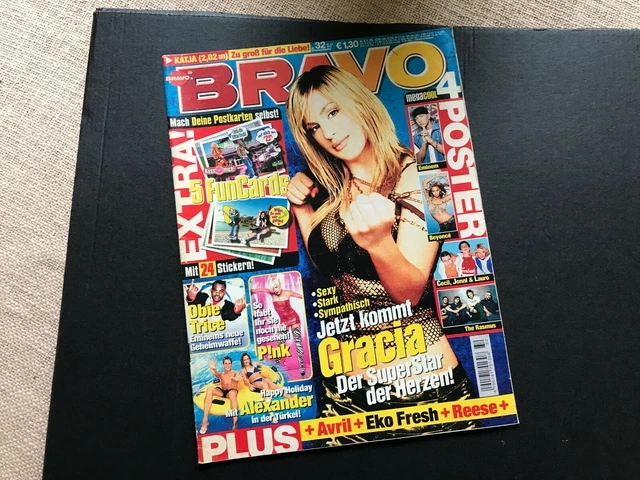 KATJA (2,02 m) Zu groß für die Liebe!
32
€ 1,30
BRAVO
BRAVO
Mach Deine Postkarten selbst!
EXTRA!
5 FunCards
Mit 24 Stickern!
megacool
4 POSTER
Eminem
Beyoncé
Cecil, Jonni & Lauro
The Rasmus
Obie
Trice
Eminems neue
Geheimwaffe!
So
habt
Ihr sie
noch nie
gesehen!
P!nk
Happy Holiday
Mit Alexander
in der Türkei!
•Sexy
•Stark
•Sympathisch
Jetzt kommt
Gracia
Der SuperStar
der Herzen!
PLUS
+ Avril + Eko Fresh + Reese +